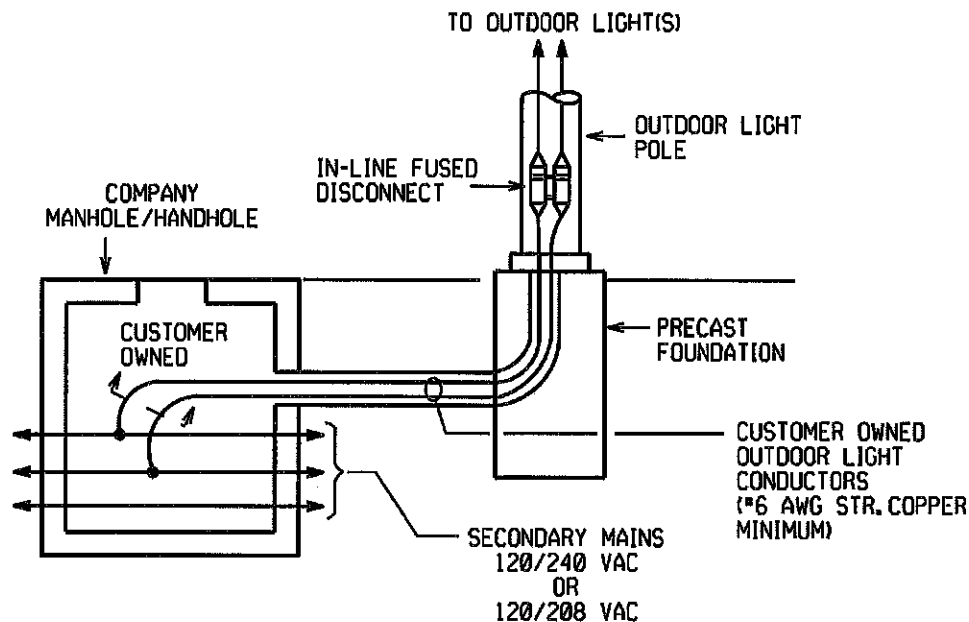 TO OUTDOOR LIGHT(S)
OUTDOOR LIGHT
POLE
IN-LINE FUSED
DISCONNECT
COMPANY
MANHOLE/HANDHOLE
CUSTOMER
OWNED
PRECAST
FOUNDATION
CUSTOMER OWNED
OUTDOOR LIGHT
CONDUCTORS
(#6 AWG STR. COPPER
MINIMUM)
SECONDARY MAINS
120/240 VAC
OR
120/208 VAC